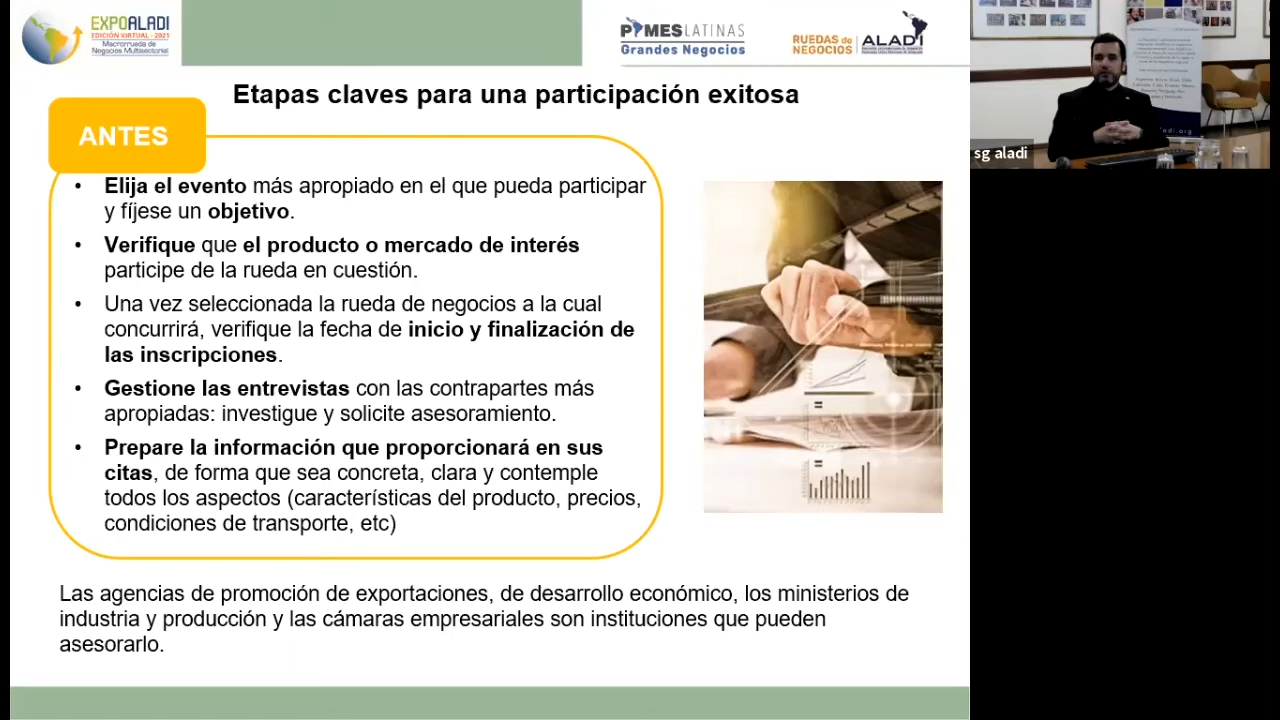 EXPOALADI
EDICIÓN VIRTUAL - 2021
Macrorrueda de
Negocios Multisectorial
PYMESLATINAS
Grandes Negocios
RUEDAS de
NEGOCIOS
ALADI
Etapas claves para una participación exitosa
ANTES
• Elija el evento más apropiado en el que pueda participar
y fíjese un objetivo.
• Verifique que el producto o mercado de interés
participe de la rueda en cuestión.
• Una vez seleccionada la rueda de negocios a la cual
concurrirá, verifique la fecha de inicio y finalización de
las inscripciones.
• Gestione las entrevistas con las contrapartes más
apropiadas: investigue y solicite asesoramiento.
• Prepare la información que proporcionará en sus
citas, de forma que sea concreta, clara y contemple
todos los aspectos (características del producto, precios,
condiciones de transporte, etc)
Las agencias de promoción de exportaciones, de desarrollo económico, los ministerios de
industria y producción y las cámaras empresariales son instituciones que pueden
asesorarlo.
sg aladi